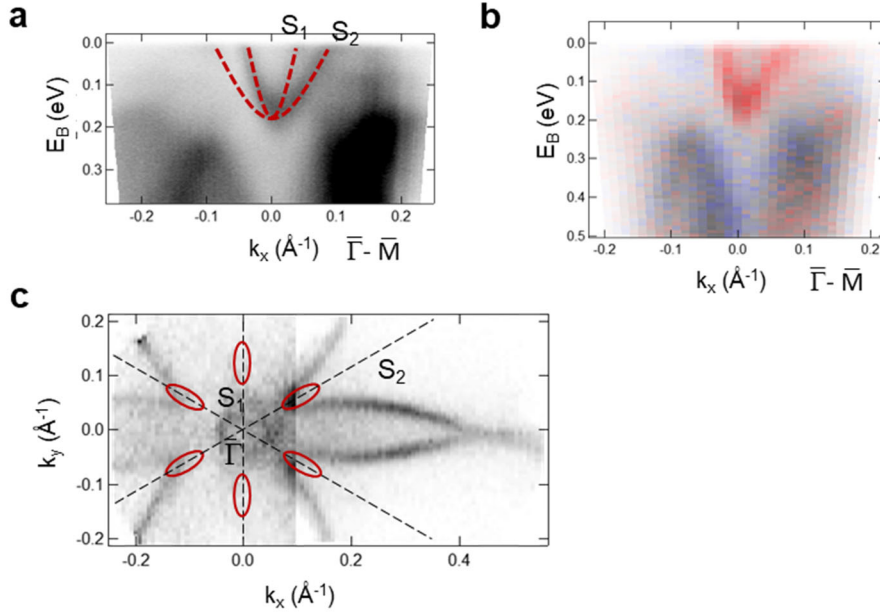 a
S1 S2
0.0
0.1
0.2
0.3
E_B (eV)
-0.2 -0.1 0.0 0.1 0.2
kx (Å-1) Γ̅ - M̅
b
0.0
0.1
0.2
0.3
0.4
0.5
EB (eV)
-0.2 -0.1 0.0 0.1 0.2
kx (Å-1) Γ̅ - M̅
c
0.2
0.1
0.0
-0.1
-0.2
ky (Å-1)
S2
S1
Γ̅
-0.2 0.0 0.2 0.4
kx (Å-1)